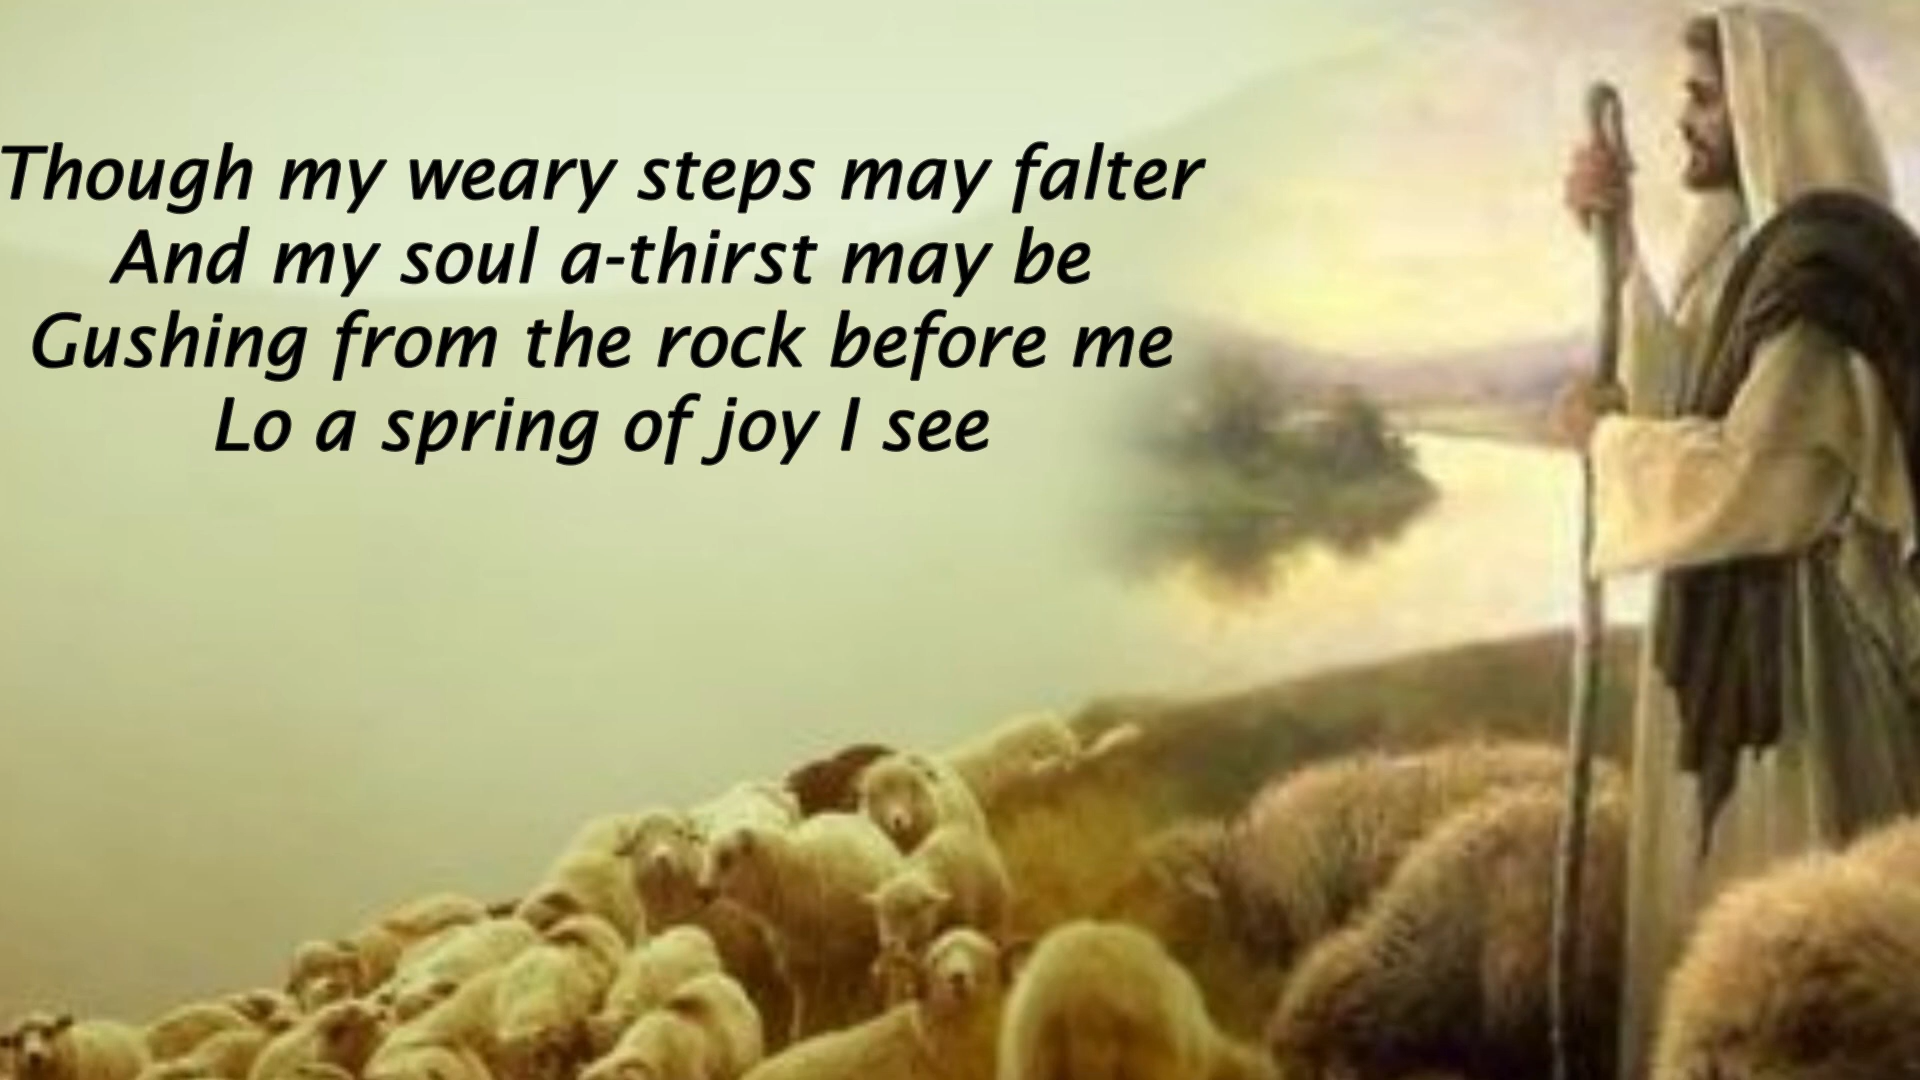 Though my weary steps may falter
And my soul a-thirst may be
Gushing from the rock before me
Lo a spring of joy I see